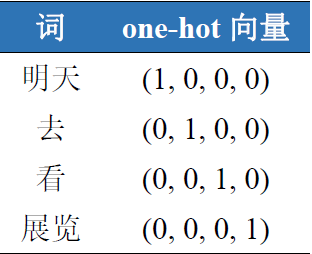 词 one-hot 向量
明天 (1, 0, 0, 0)
去 (0, 1, 0, 0)
看 (0, 0, 1, 0)
展览 (0, 0, 0, 1)